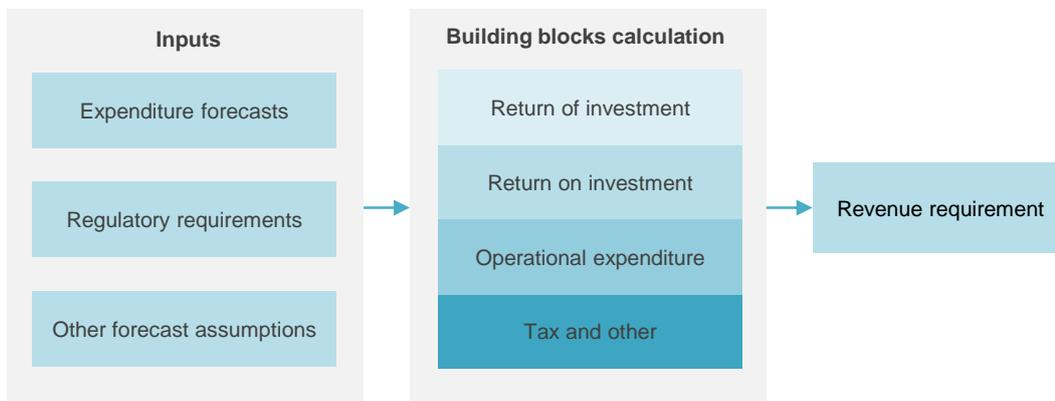 Inputs
Expenditure forecasts
Regulatory requirements
Other forecast assumptions
Building blocks calculation
Return of investment
Return on investment
Operational expenditure
Tax and other
Revenue requirement